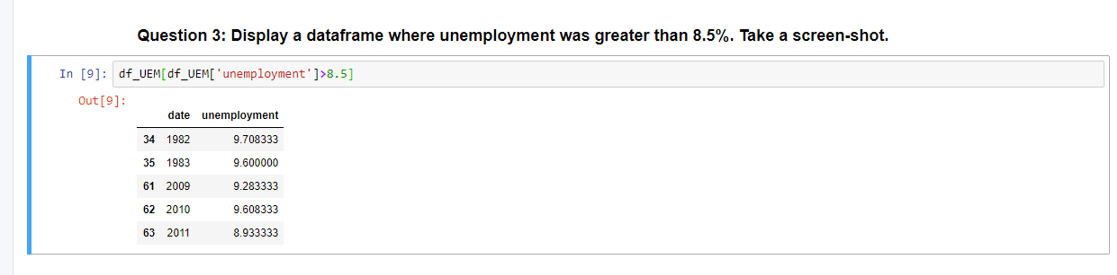 Question 3: Display a dataframe where unemployment was greater than 8.5%. Take a screen-shot.
In [9]: df_UEM[df_UEM['unemployment']>8.5]
Out[9]:
date unemployment
34 1982 9.708333
35 1983 9.600000
61 2009 9.283333
62 2010 9.608333
63 2011 8.933333